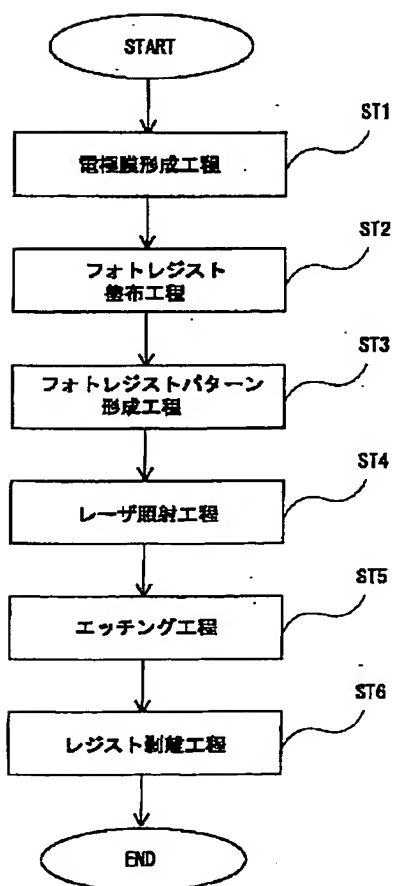 START
ST1
電極膜形成工程
ST2
フォトレジスト
塗布工程
ST3
フォトレジストパターン
形成工程
ST4
レーザ照射工程
ST5
エッチング工程
ST6
レジスト剥離工程
END